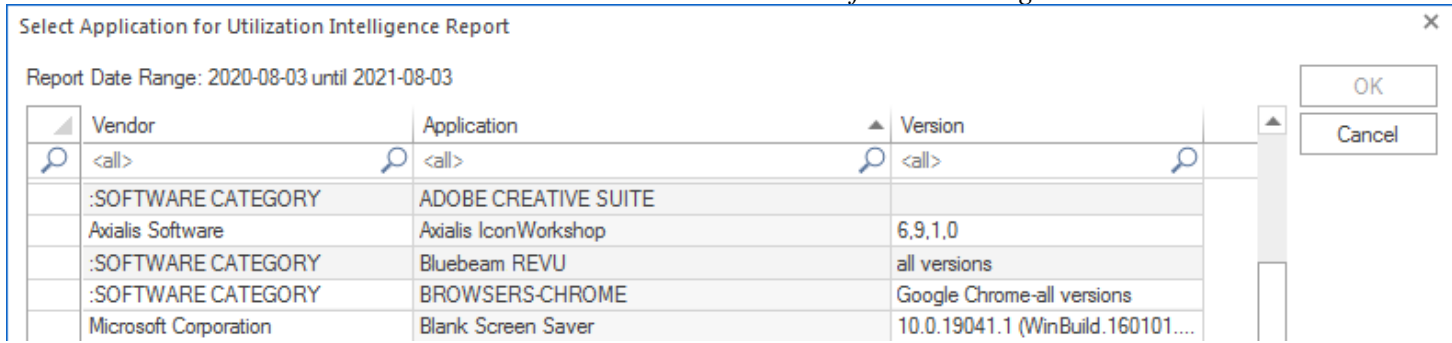 Select Application for Utilization Intelligence Report
Report Date Range: 2020-08-03 until 2021-08-03
OK
Cancel
Vendor Application Version
<all> <all> <all>
:SOFTWARE CATEGORY ADOBE CREATIVE SUITE
Axialis Software Axialis IconWorkshop 6,9,1,0
:SOFTWARE CATEGORY Bluebeam REVU all versions
:SOFTWARE CATEGORY BROWSERS-CHROME Google Chrome-all versions
Microsoft Corporation Blank Screen Saver 10.0.19041.1 (WinBuild.160101....